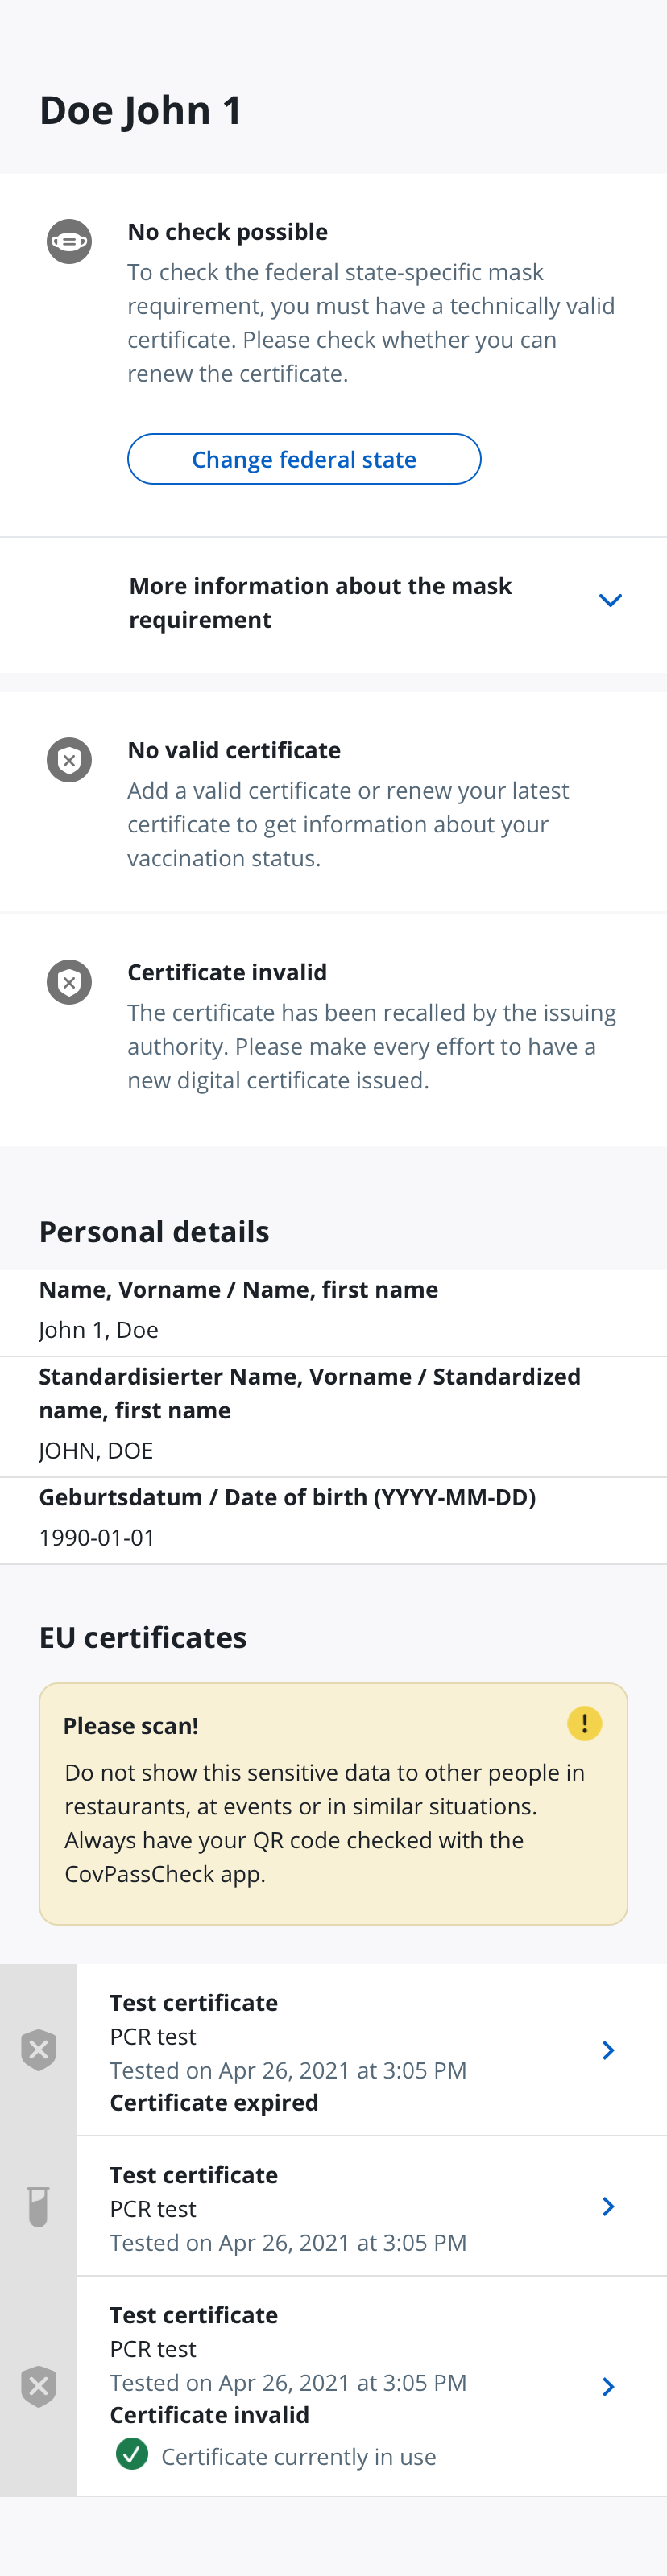 Doe John 1
No check possible
To check the federal state-specific mask
requirement, you must have a technically valid
certificate. Please check whether you can
renew the certificate.
Change federal state
More information about the mask
requirement
No valid certificate
Add a valid certificate or renew your latest
certificate to get information about your
vaccination status.
Certificate invalid
The certificate has been recalled by the issuing
authority. Please make every effort to have a
new digital certificate issued.
Personal details
Name, Vorname / Name, first name
John 1, Doe
Standardisierter Name, Vorname / Standardized
name, first name
JOHN, DOE
Geburtsdatum / Date of birth (YYYY-MM-DD)
1990-01-01
EU certificates
Please scan!
Do not show this sensitive data to other people in
restaurants, at events or in similar situations.
Always have your QR code checked with the
CovPassCheck app.
Test certificate
PCR test
Tested on Apr 26, 2021 at 3:05 PM
Certificate expired
Test certificate
PCR test
Tested on Apr 26, 2021 at 3:05 PM
Test certificate
PCR test
Tested on Apr 26, 2021 at 3:05 PM
Certificate invalid
Certificate currently in use